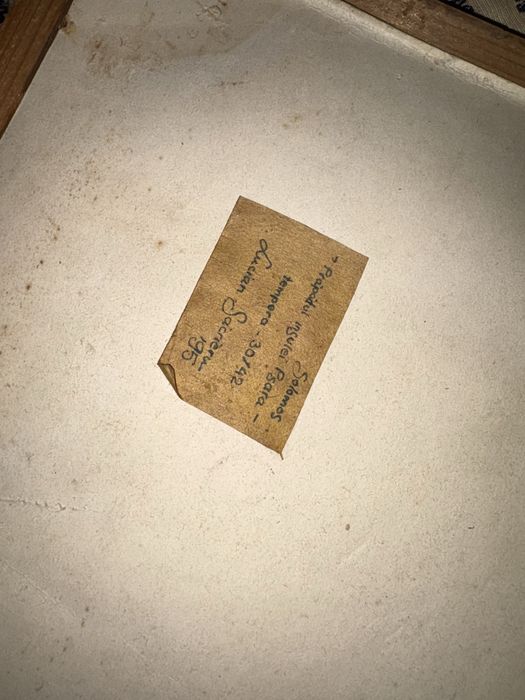 Solomos
"Prapadul insulei Psara -
tempera - 30/42
Lucian